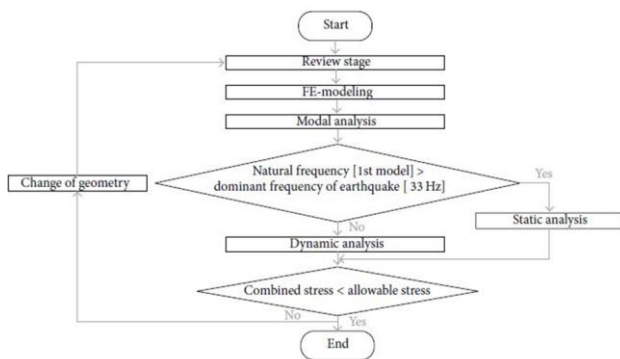 Start
Review stage
FE-modeling
Modal analysis
Natural frequency [1st model] >
dominant frequency of earthquake [ 33 Hz]
Yes
Change of geometry
Static analysis
No
Dynamic analysis
Combined stress < allowable stress
No
Yes
End